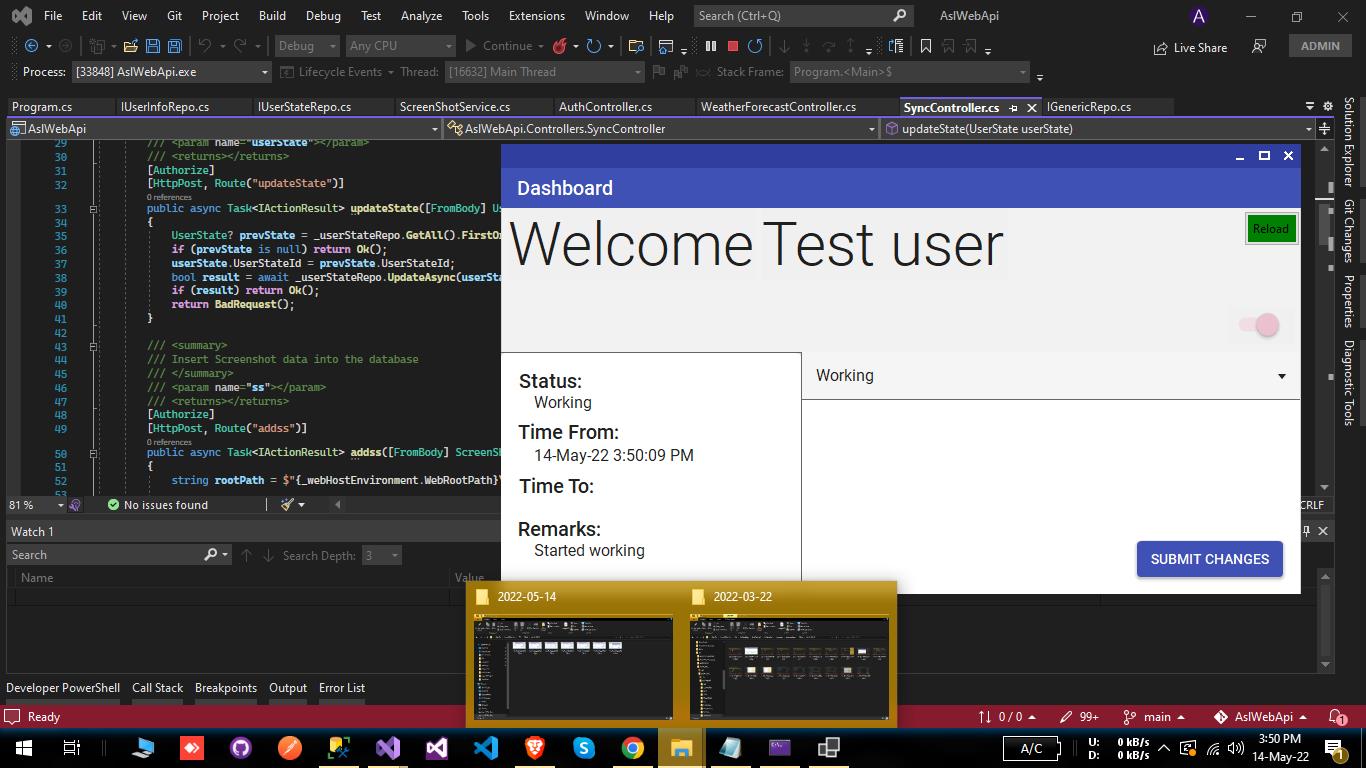 File Edit View Git Project Build Debug Test Analyze Tools Extensions Window Help Search (Ctrl+Q) AslWebApi A
Debug Any CPU Continue Live Share ADMIN
Process: [33848] AslWebApi.exe Lifecycle Events Thread: [16632] Main Thread Stack Frame: Program.<Main>$
Program.cs IUserInfoRepo.cs IUserStateRepo.cs ScreenShotService.cs AuthController.cs WeatherForecastController.cs SyncController.cs IGenericRepo.cs
AslWebApi AslWebApi.Controllers.SyncController updateState(UserState userState)
29 /// <param name="userState"></param>
30 /// <returns></returns>
31 [Authorize]
32 [HttpPost, Route("updateState")]
0 references
33 public async Task<IActionResult> updateState([FromBody] Us
34 {
35 UserState? prevState = _userStateRepo.GetAll().FirstOr
36 if (prevState is null) return Ok();
37 userState.UserStateId = prevState.UserStateId;
38 bool result = await _userStateRepo.UpdateAsync(userSta
39 if (result) return Ok();
40 return BadRequest();
41 }
42
43 /// <summary>
44 /// Insert Screenshot data into the database
45 /// </summary>
46 /// <param name="ss"></param>
47 /// <returns></returns>
48 [Authorize]
49 [HttpPost, Route("addss")]
0 references
50 public async Task<IActionResult> addss([FromBody] ScreenSh
51 {
52 string rootPath = $"{_webHostEnvironment.WebRootPath}\
53
81 % No issues found CRLF
Dashboard
Welcome Test user
Reload
Status:
Working
Time From:
14-May-22 3:50:09 PM
Time To:
Remarks:
Started working
Working
SUBMIT CHANGES
Solution Explorer
Git Changes
Properties
Diagnostic Tools
Watch 1
Search Search Depth: 3
Name Value
2022-05-14 2022-03-22
Developer PowerShell Call Stack Breakpoints Output Error List
Ready 0 / 0 99+ main AslWebApi 1
A/C U: 0 kB/s 3:50 PM
D: 0 kB/s 14-May-22 1